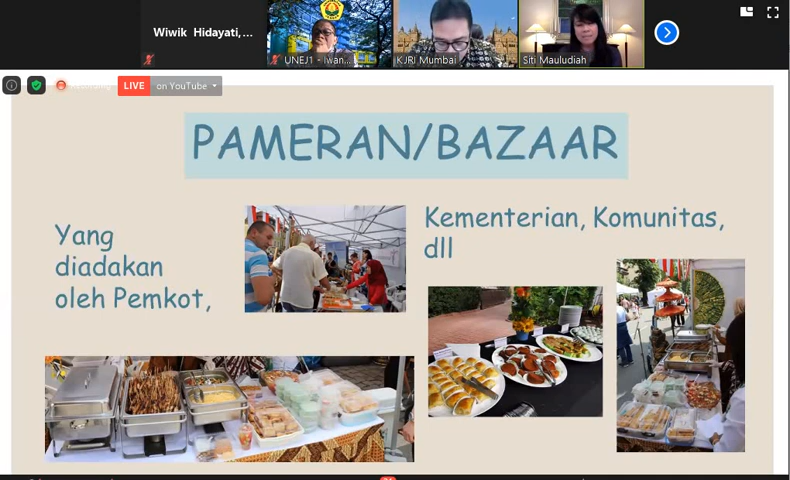 Wiwik Hidayati,...
UNEJ1 - Iwan...
KJRI Mumbai
Siti Mauludiah
LIVE on YouTube
PAMERAN/BAZAAR
Yang
diadakan
oleh Pemkot,
Kementerian, Komunitas,
dll